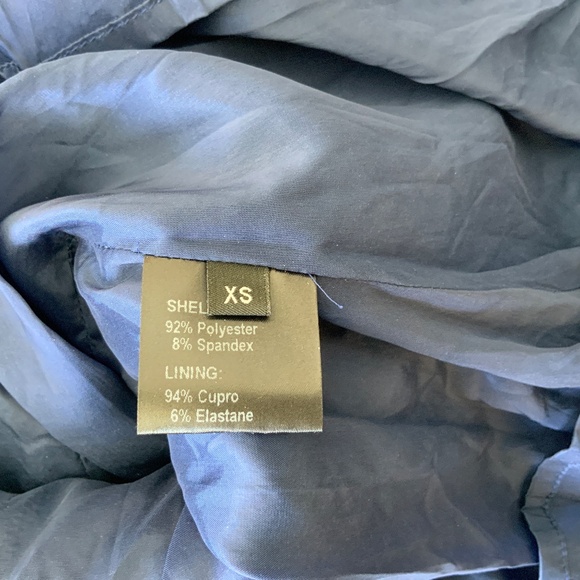 XS
SHEL
92% Polyester
8% Spandex
LINING:
94% Cupro
6% Elastane